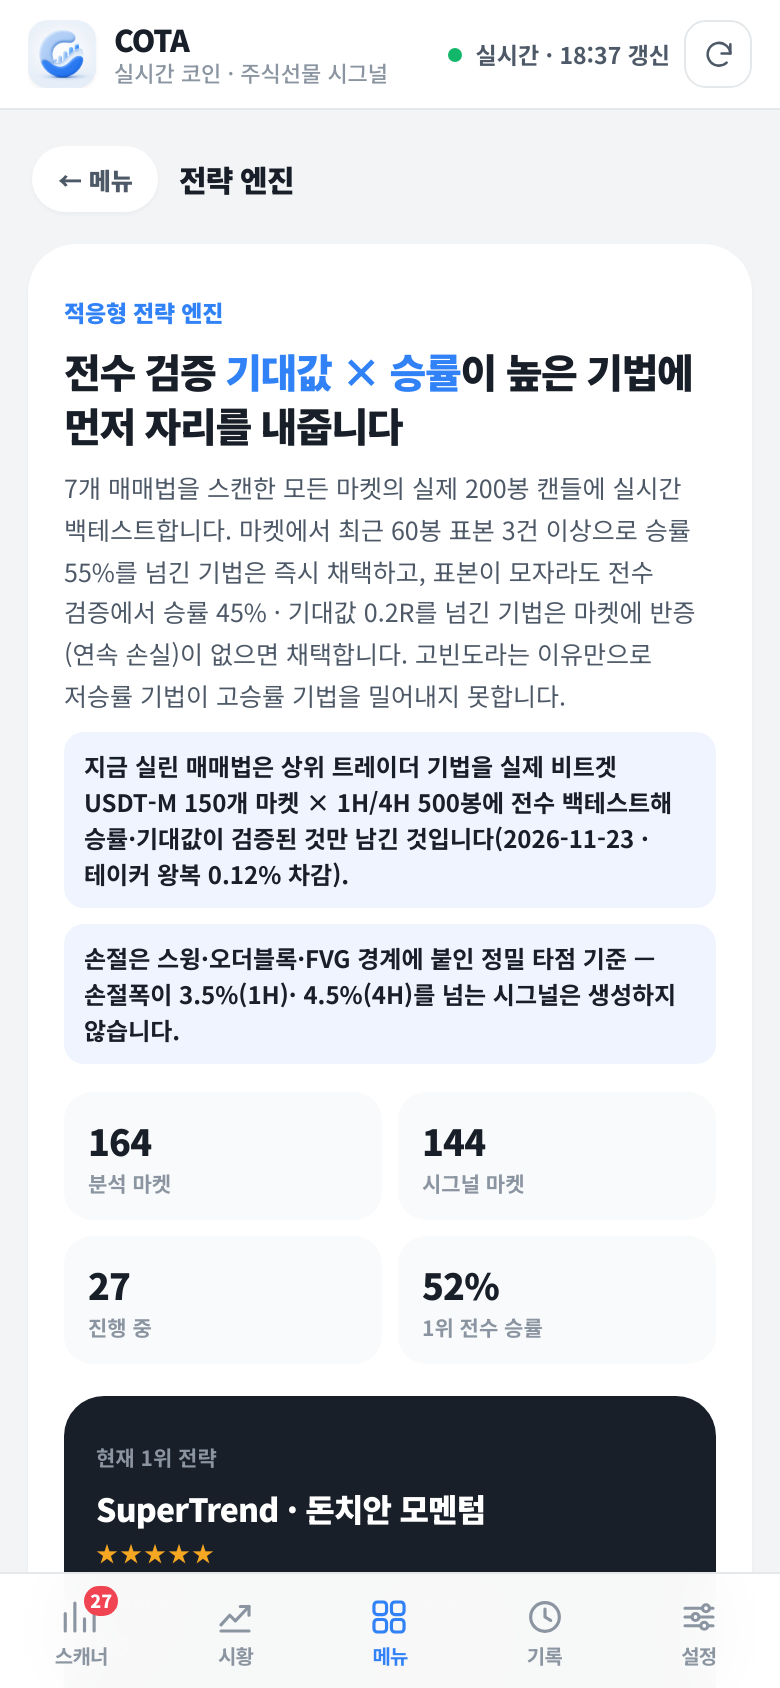 COTA
실시간 코인 · 주식선물 시그널
실시간 · 18:37 갱신
← 메뉴
전략 엔진
적응형 전략 엔진
전수 검증 기대값 × 승률이 높은 기법에
먼저 자리를 내줍니다
7개 매매법을 스캔한 모든 마켓의 실제 200봉 캔들에 실시간
백테스트합니다. 마켓에서 최근 60봉 표본 3건 이상으로 승률
55%를 넘긴 기법은 즉시 채택하고, 표본이 모자라도 전수
검증에서 승률 45% · 기대값 0.2R를 넘긴 기법은 마켓에 반증
(연속 손실)이 없으면 채택합니다. 고빈도라는 이유만으로
저승률 기법이 고승률 기법을 밀어내지 못합니다.
지금 실린 매매법은 상위 트레이더 기법을 실제 비트겟
USDT-M 150개 마켓 × 1H/4H 500봉에 전수 백테스트해
승률·기대값이 검증된 것만 남긴 것입니다(2026-11-23 ·
테이커 왕복 0.12% 차감).
손절은 스윙·오더블록·FVG 경계에 붙인 정밀 타점 기준 —
손절폭이 3.5%(1H)· 4.5%(4H)를 넘는 시그널은 생성하지
않습니다.
164
분석 마켓
144
시그널 마켓
27
진행 중
52%
1위 전수 승률
현재 1위 전략
SuperTrend · 돈치안 모멘텀
★★★★★
27
스캐너
시황
메뉴
기록
설정